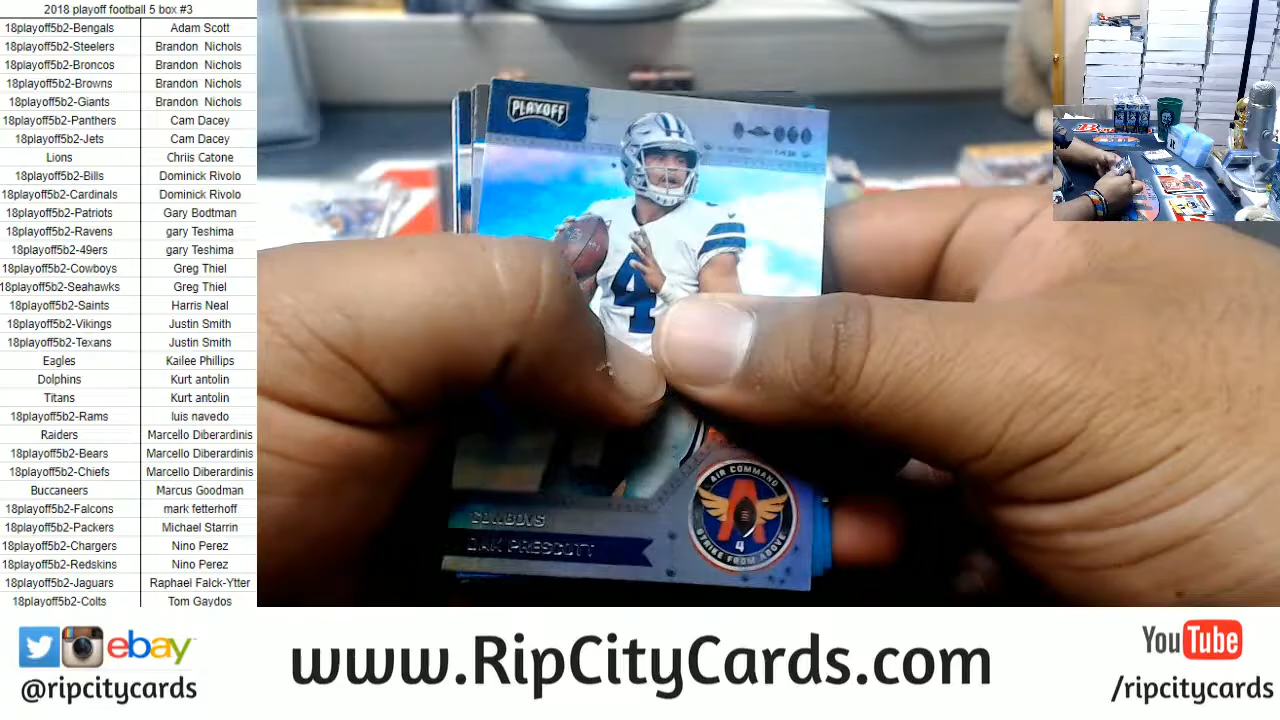 2018 playoff football 5 box #3
18playoff5b2-Bengals Adam Scott
18playoff5b2-Steelers Brandon Nichols
18playoff5b2-Broncos Brandon Nichols
18playoff5b2-Browns Brandon Nichols
18playoff5b2-Giants Brandon Nichols
18playoff5b2-Panthers Cam Dacey
18playoff5b2-Jets Cam Dacey
Lions Chriis Catone
18playoff5b2-Bills Dominick Rivolo
18playoff5b2-Cardinals Dominick Rivolo
18playoff5b2-Patriots Gary Bodtman
18playoff5b2-Ravens gary Teshima
18playoff5b2-49ers gary Teshima
18playoff5b2-Cowboys Greg Thiel
18playoff5b2-Seahawks Greg Thiel
18playoff5b2-Saints Harris Neal
18playoff5b2-Vikings Justin Smith
18playoff5b2-Texans Justin Smith
Eagles Kailee Phillips
Dolphins Kurt antolin
Titans Kurt antolin
18playoff5b2-Rams luis navedo
Raiders Marcello Diberardinis
18playoff5b2-Bears Marcello Diberardinis
18playoff5b2-Chiefs Marcello Diberardinis
Buccaneers Marcus Goodman
18playoff5b2-Falcons mark fetterhoff
18playoff5b2-Packers Michael Starrin
18playoff5b2-Chargers Nino Perez
18playoff5b2-Redskins Nino Perez
18playoff5b2-Jaguars Raphael Falck-Ytter
18playoff5b2-Colts Tom Gaydos
PLAYOFF
4
AIR COMMAND
4
STRIKE FROM ABOVE
COWBOYS
DAK PRESCOTT
ebay
@ripcitycards
www.RipCityCards.com
YouTube
/ripcitycards